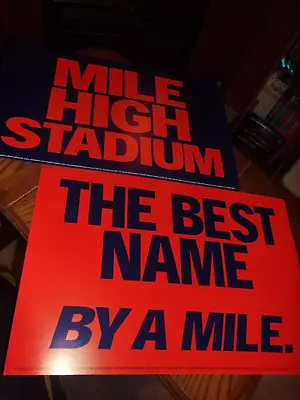 MILE
HIGH
STADIUM
THE BEST
NAME
BY A MILE.